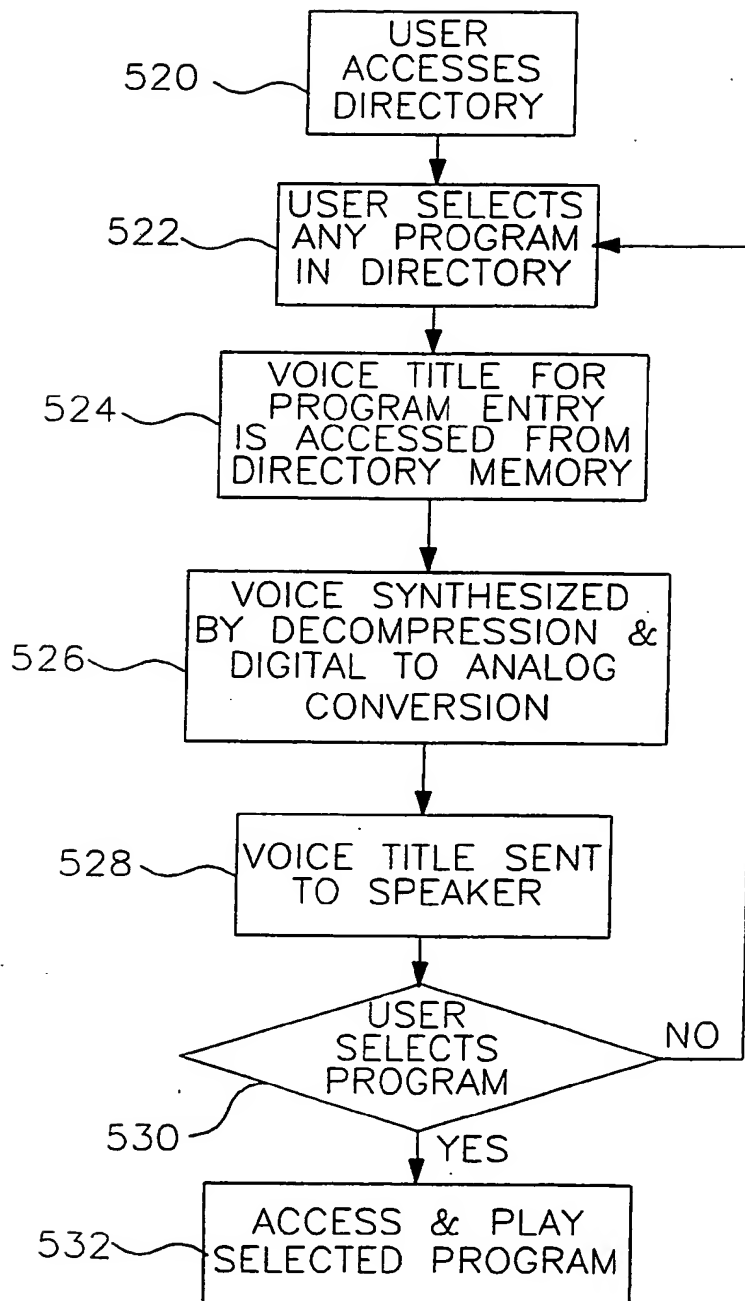 520
USER
ACCESSES
DIRECTORY
522
USER SELECTS
ANY PROGRAM
IN DIRECTORY
524
VOICE TITLE FOR
PROGRAM ENTRY
IS ACCESSED FROM
DIRECTORY MEMORY
526
VOICE SYNTHESIZED
BY DECOMPRESSION &
DIGITAL TO ANALOG
CONVERSION
528
VOICE TITLE SENT
TO SPEAKER
530
USER
SELECTS
PROGRAM
NO
YES
532
ACCESS & PLAY
SELECTED PROGRAM